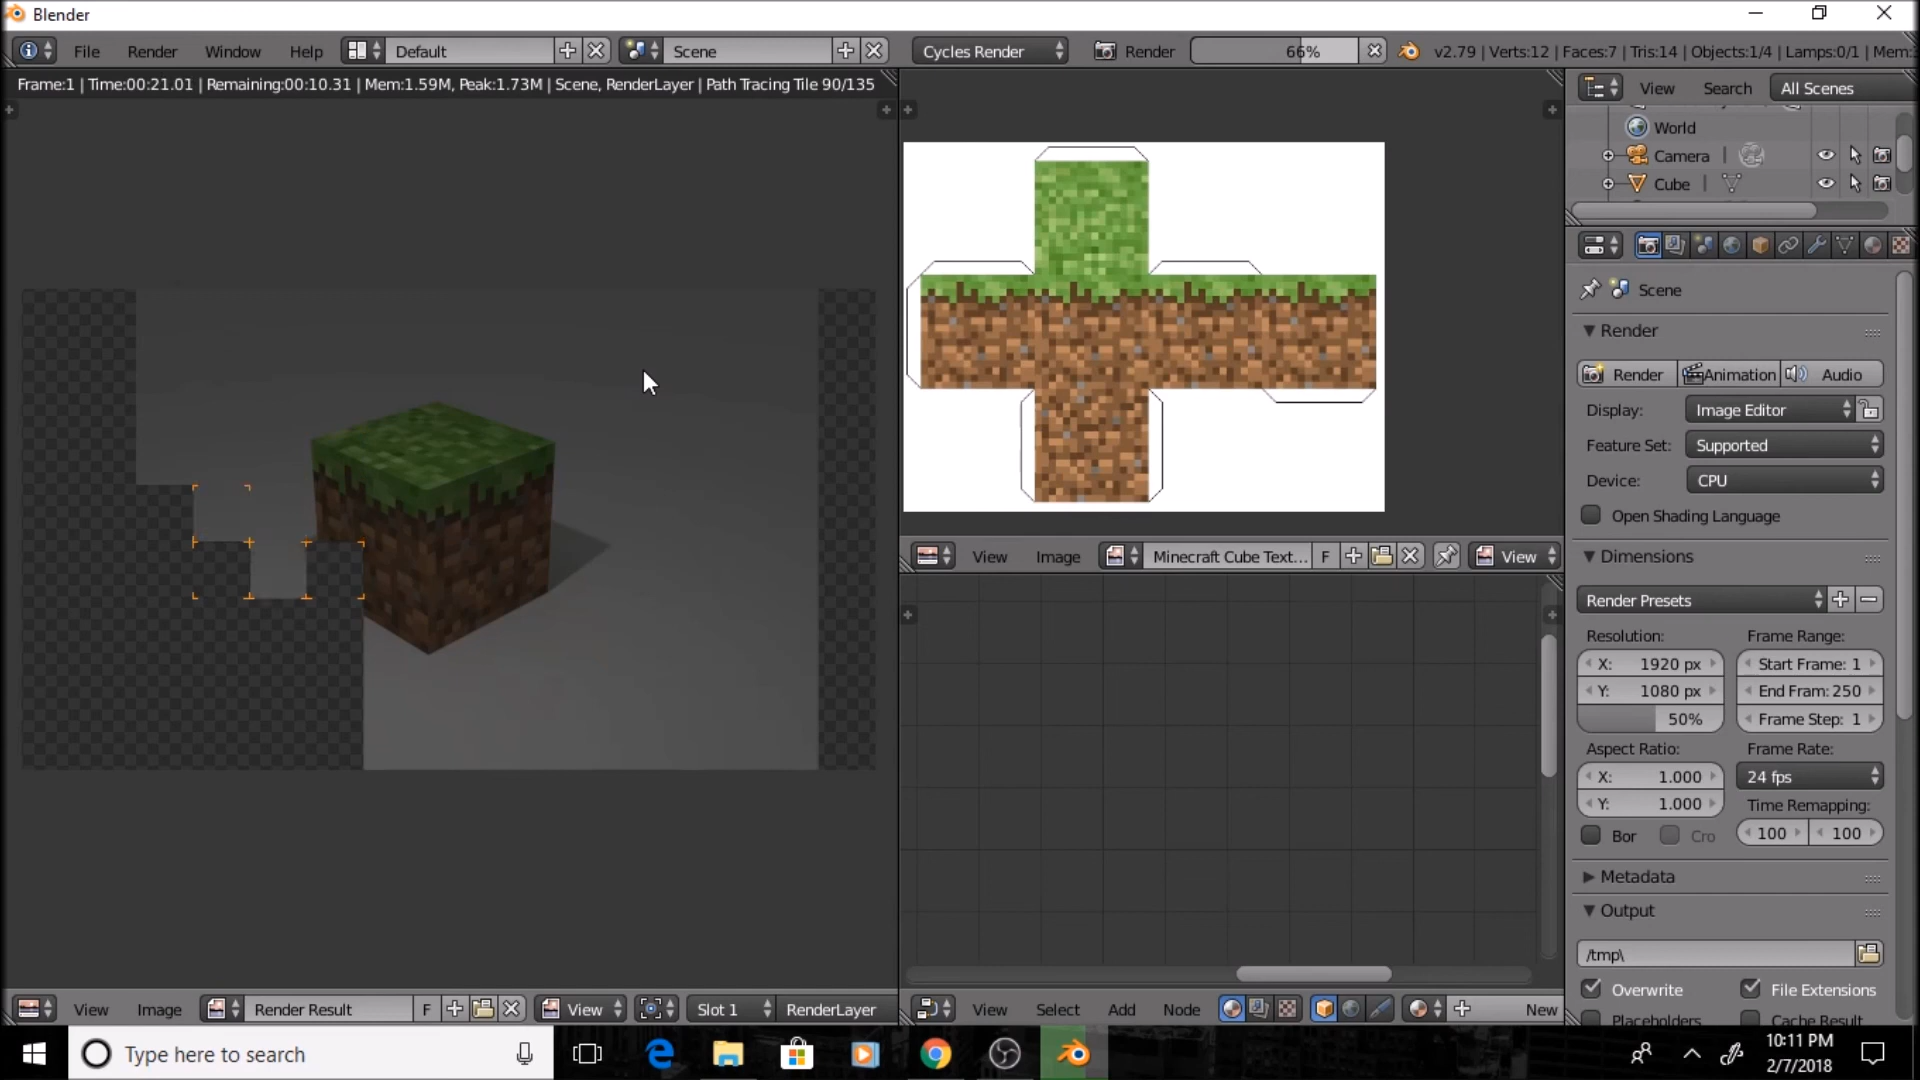 Blender
File Render Window Help Default Scene Cycles Render Render 66% v2.79 | Verts:12 | Faces:7 | Tris:14 | Objects:1/4 | Lamps:0/1 | Mem:
Frame:1 | Time:00:21.01 | Remaining:00:10.31 | Mem:1.59M, Peak:1.73M | Scene, RenderLayer | Path Tracing Tile 90/135
View Search All Scenes
World
Camera
Cube
Scene
Render
Render Animation Audio
Display: Image Editor
Feature Set: Supported
Device: CPU
Open Shading Language
Dimensions
Render Presets
Resolution: Frame Range:
X: 1920 px Start Frame: 1
Y: 1080 px End Fram: 250
50% Frame Step: 1
Aspect Ratio: Frame Rate:
X: 1.000 24 fps
Y: 1.000 Time Remapping:
Bor Cro 100 100
Metadata
Output
/tmp\
Overwrite File Extensions
Placeholders Cache Result
View Image Minecraft Cube Text... F View
View Image Render Result F View Slot 1 RenderLayer
View Select Add Node New
Type here to search
10:11 PM
2/7/2018